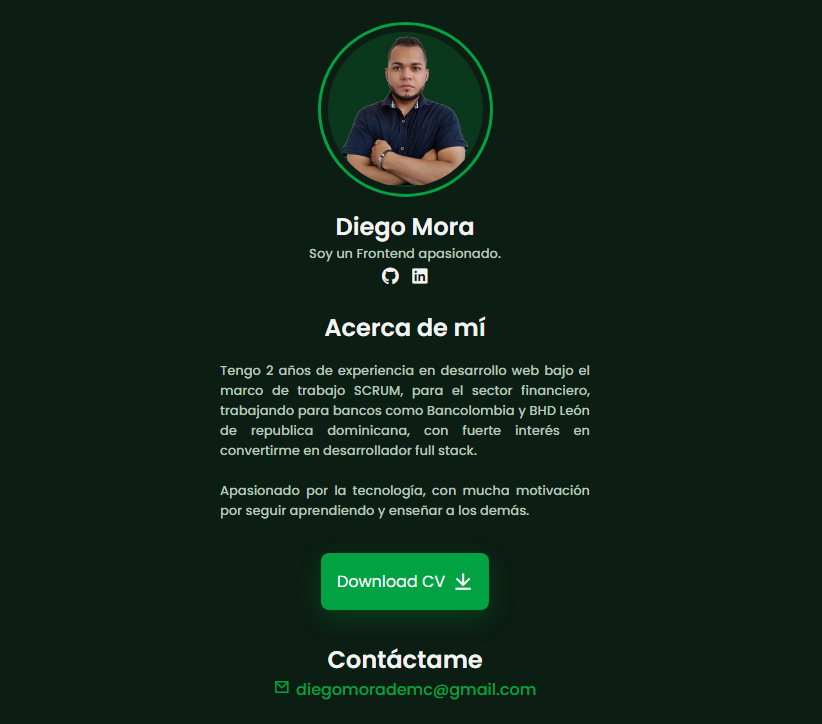 Diego Mora
Soy un Frontend apasionado.
Acerca de mí
Tengo 2 años de experiencia en desarrollo web bajo el
marco de trabajo SCRUM, para el sector financiero,
trabajando para bancos como Bancolombia y BHD León
de republica dominicana, con fuerte interés en
convertirme en desarrollador full stack.
Apasionado por la tecnología, con mucha motivación
por seguir aprendiendo y enseñar a los demás.
Download CV
Contáctame
diegomorademc@gmail.com